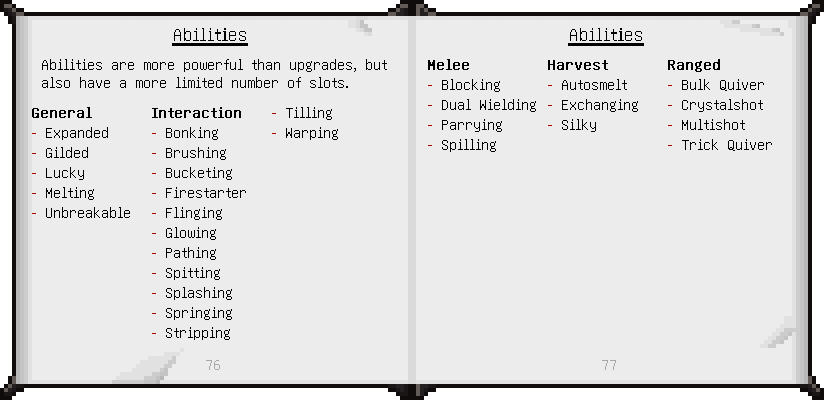 Abilities
Abilities are more powerful than upgrades, but
also have a more limited number of slots.
General
- Expanded
- Gilded
- Lucky
- Melting
- Unbreakable
Interaction
- Bonking
- Brushing
- Bucketing
- Firestarter
- Flinging
- Glowing
- Pathing
- Spitting
- Splashing
- Springing
- Stripping
- Tilling
- Warping
76
Abilities
Melee
- Blocking
- Dual Wielding
- Parrying
- Spilling
Harvest
- Autosmelt
- Exchanging
- Silky
Ranged
- Bulk Quiver
- Crystalshot
- Multishot
- Trick Quiver
77